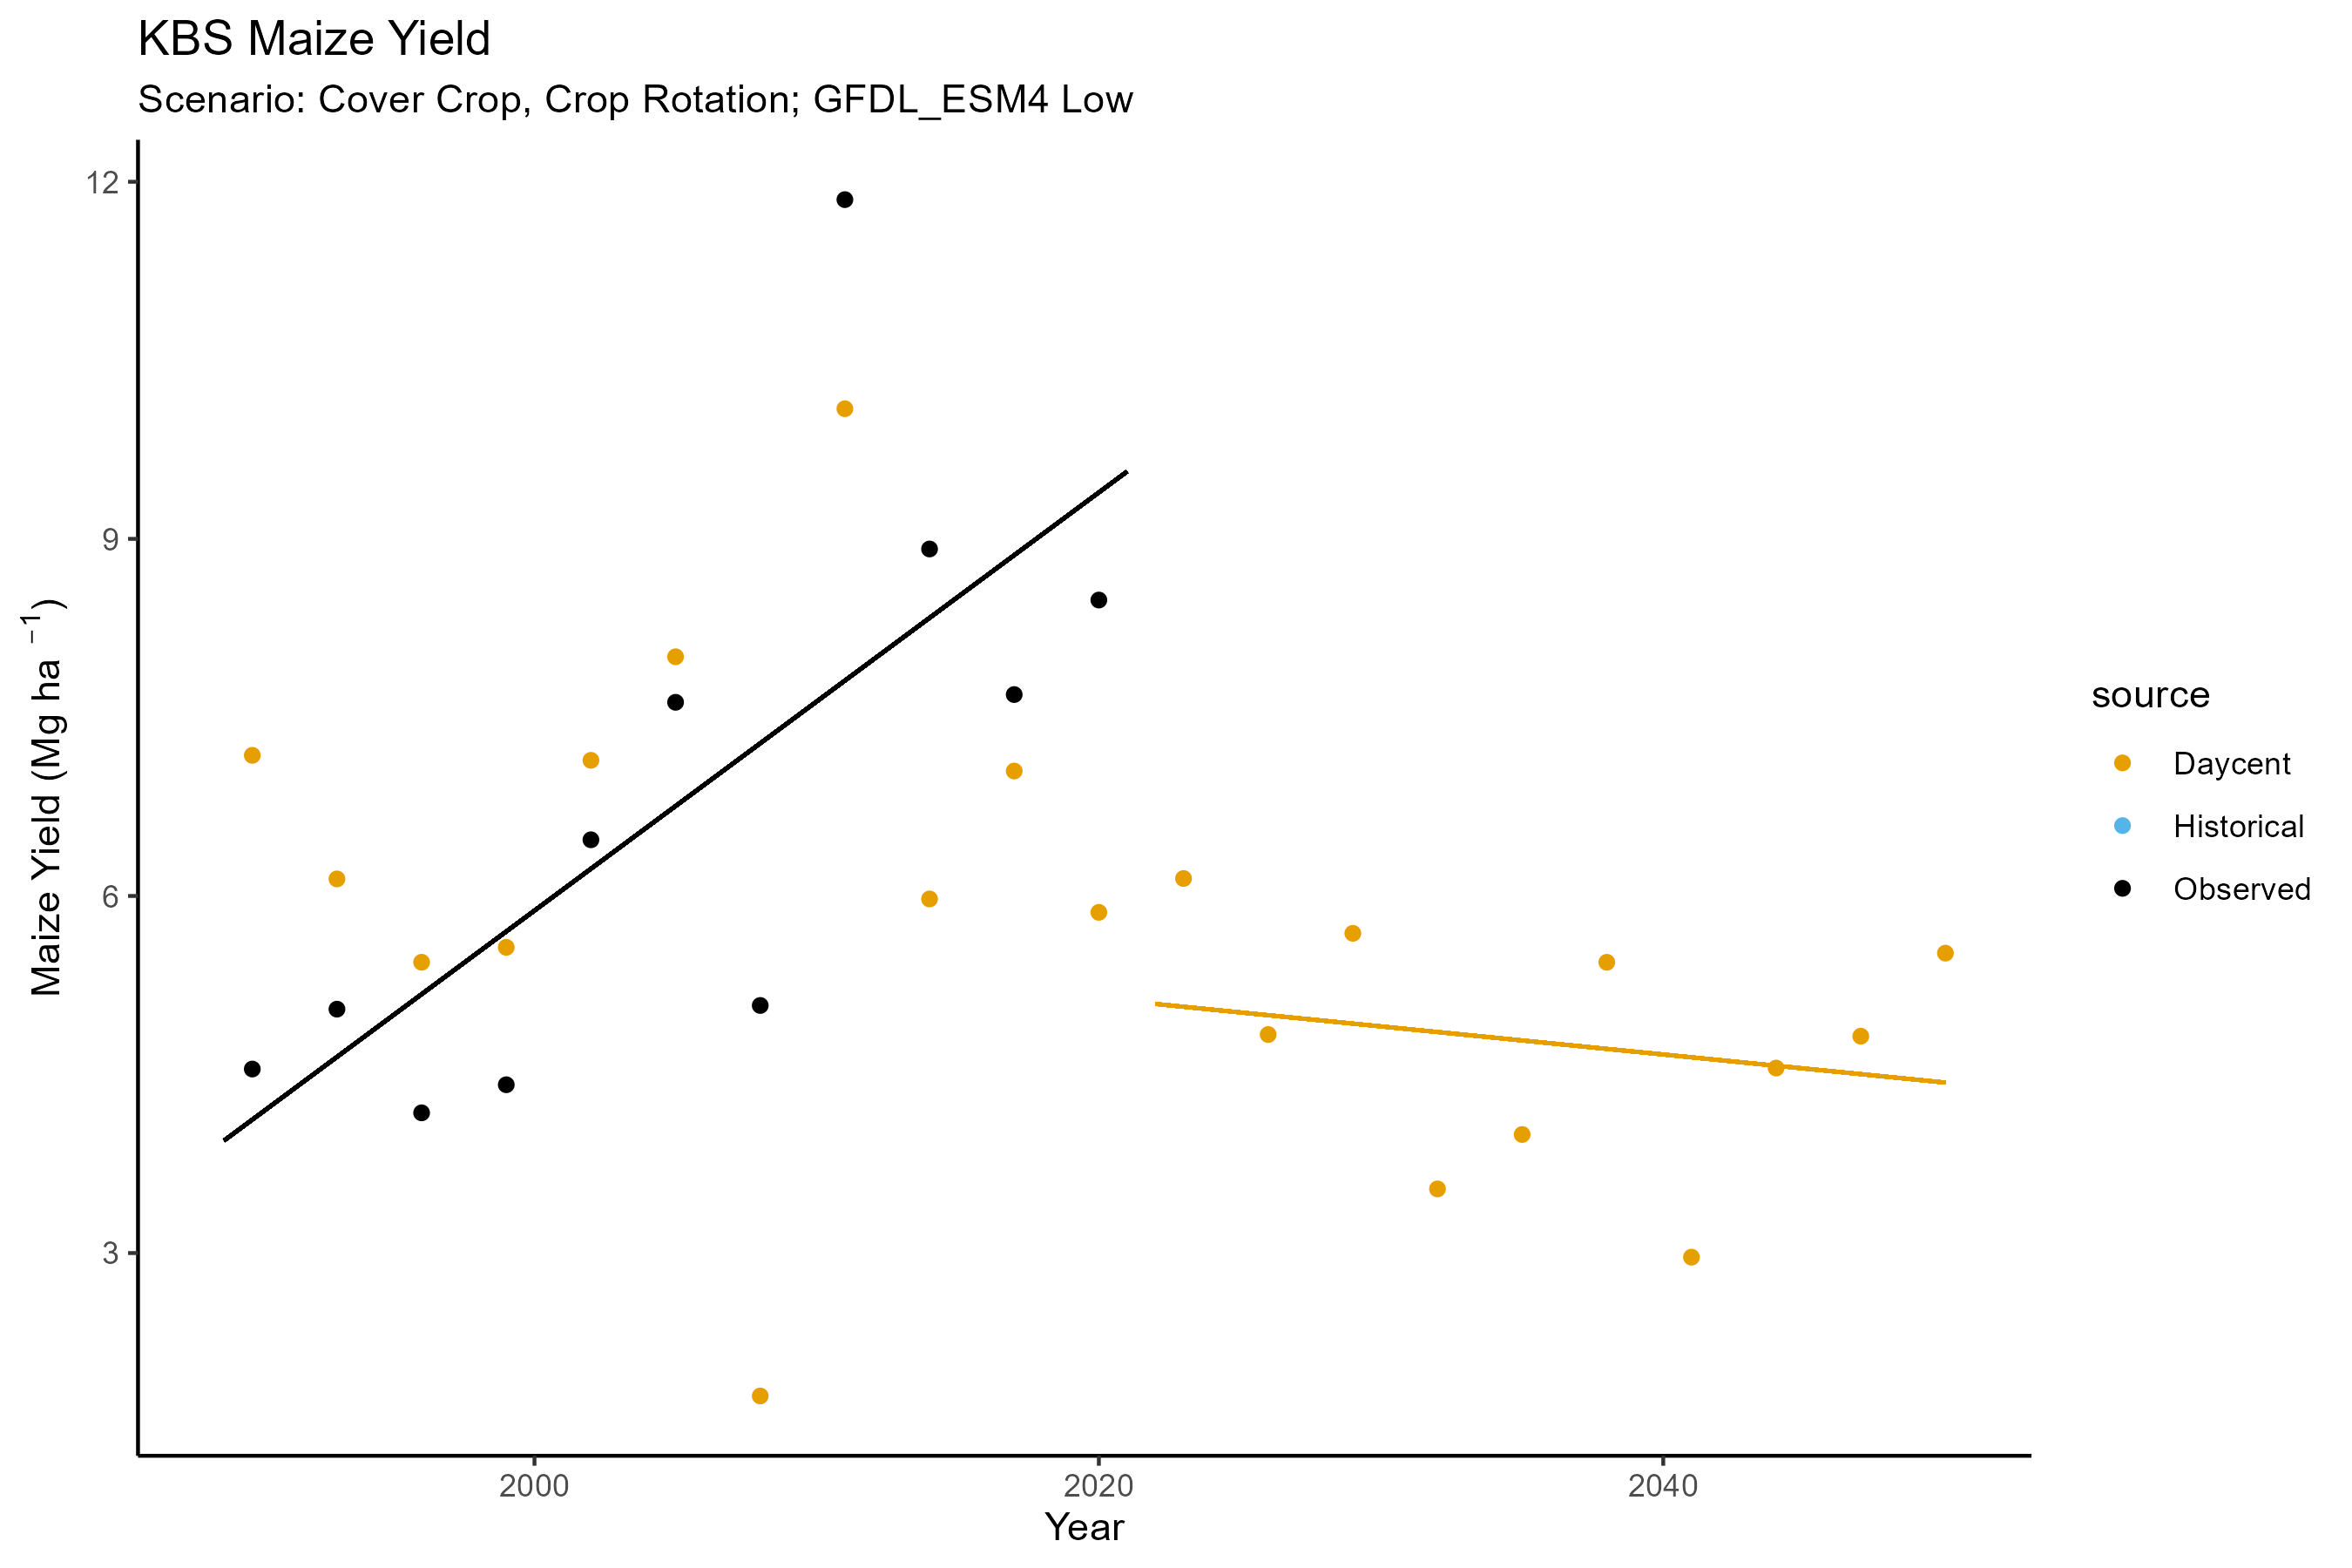 KBS Maize Yield
Scenario: Cover Crop, Crop Rotation; GFDL_ESM4 Low
Maize Yield (Mg ha⁻¹)
12
9
6
3
2000
2020
2040
Year
source
Daycent
Historical
Observed